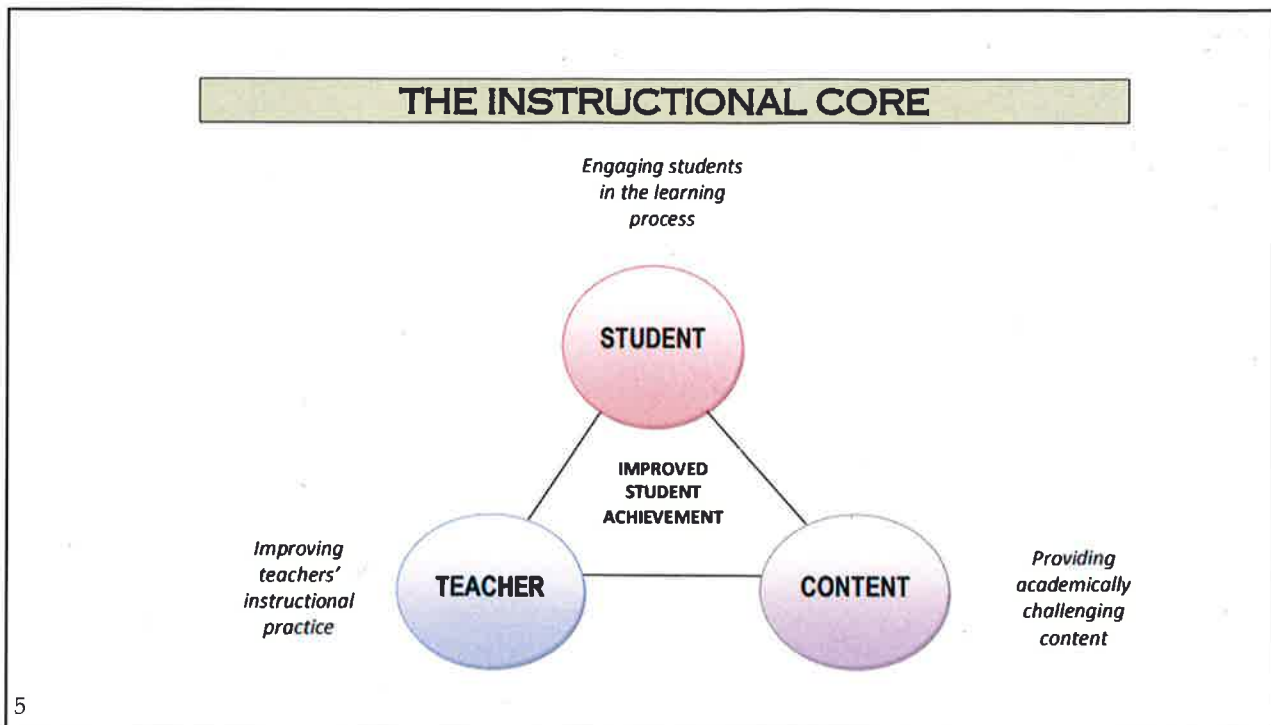 THE INSTRUCTIONAL CORE
Engaging students
in the learning
process
STUDENT
IMPROVED
STUDENT
ACHIEVEMENT
Improving
teachers'
instructional
practice
TEACHER
CONTENT
Providing
academically
challenging
content
5